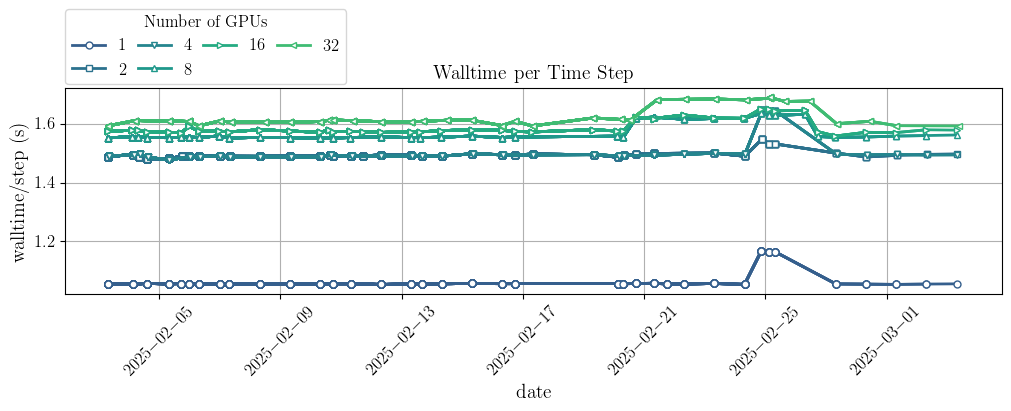 Number of GPUs
1 4 16 32
2 8
Walltime per Time Step
walltime/step (s)
1.6
1.4
1.2
2025−02−05 2025−02−09 2025−02−13 2025−02−17 2025−02−21 2025−02−25 2025−03−01
date